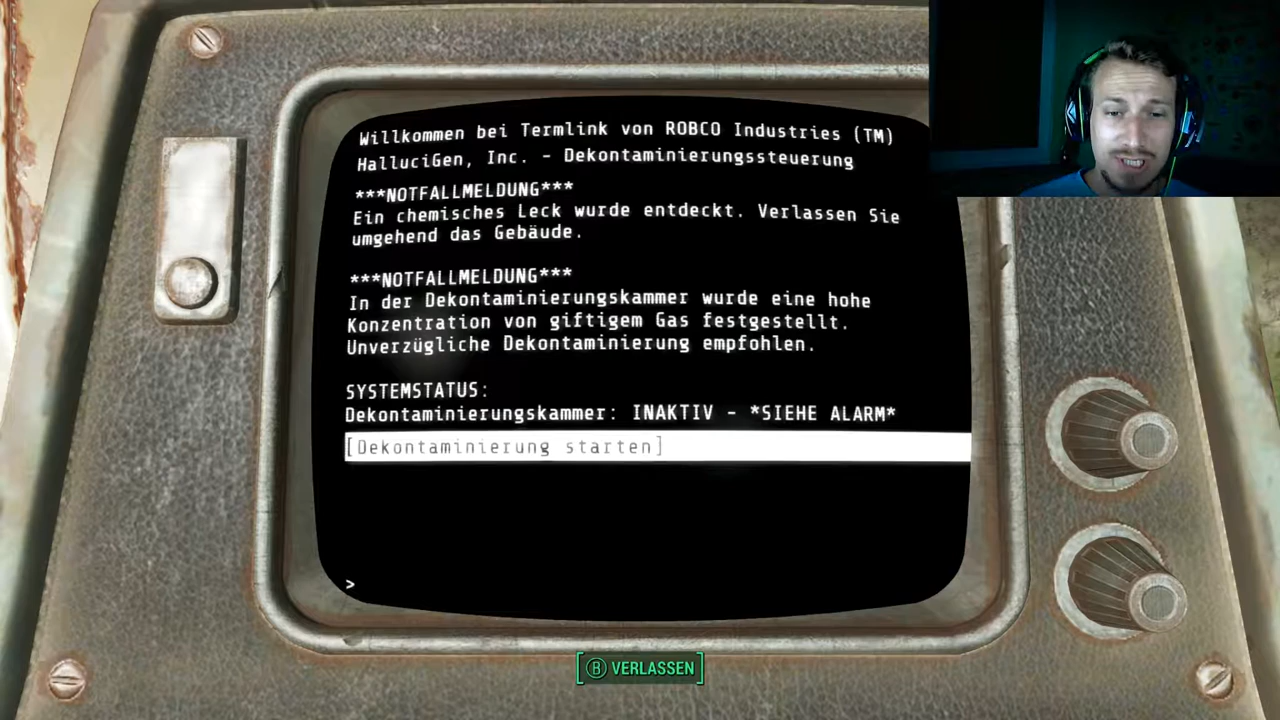 Willkommen bei Termlink von ROBCO Industries (TM)
HalluciGen, Inc. - Dekontaminierungssteuerung
***NOTFALLMELDUNG***
Ein chemisches Leck wurde entdeckt. Verlassen Sie
umgehend das Gebäude.
***NOTFALLMELDUNG***
In der Dekontaminierungskammer wurde eine hohe
Konzentration von giftigem Gas festgestellt.
Unverzügliche Dekontaminierung empfohlen.
SYSTEMSTATUS:
Dekontaminierungskammer: INAKTIV - *SIEHE ALARM*
[Dekontaminierung starten]
>
[Ⓑ VERLASSEN]